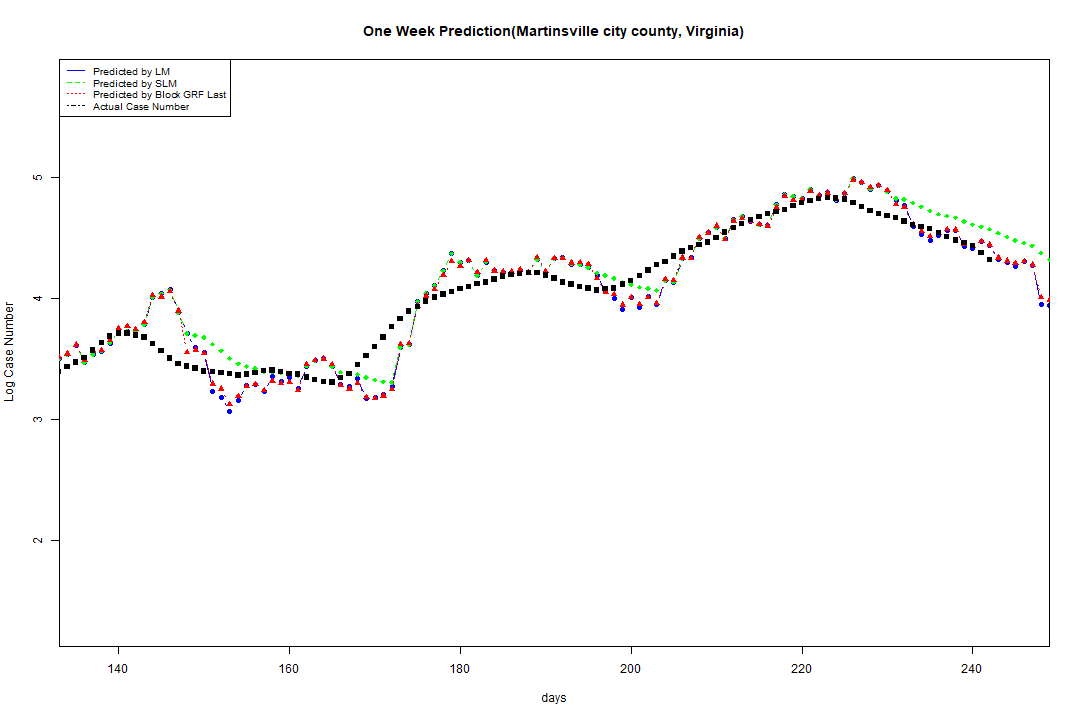 One Week Prediction(Martinsville city county, Virginia)
Predicted by LM
Predicted by SLM
Predicted by Block GRF Last
Actual Case Number
5
4
3
2
Log Case Number
140 160 180 200 220 240
days